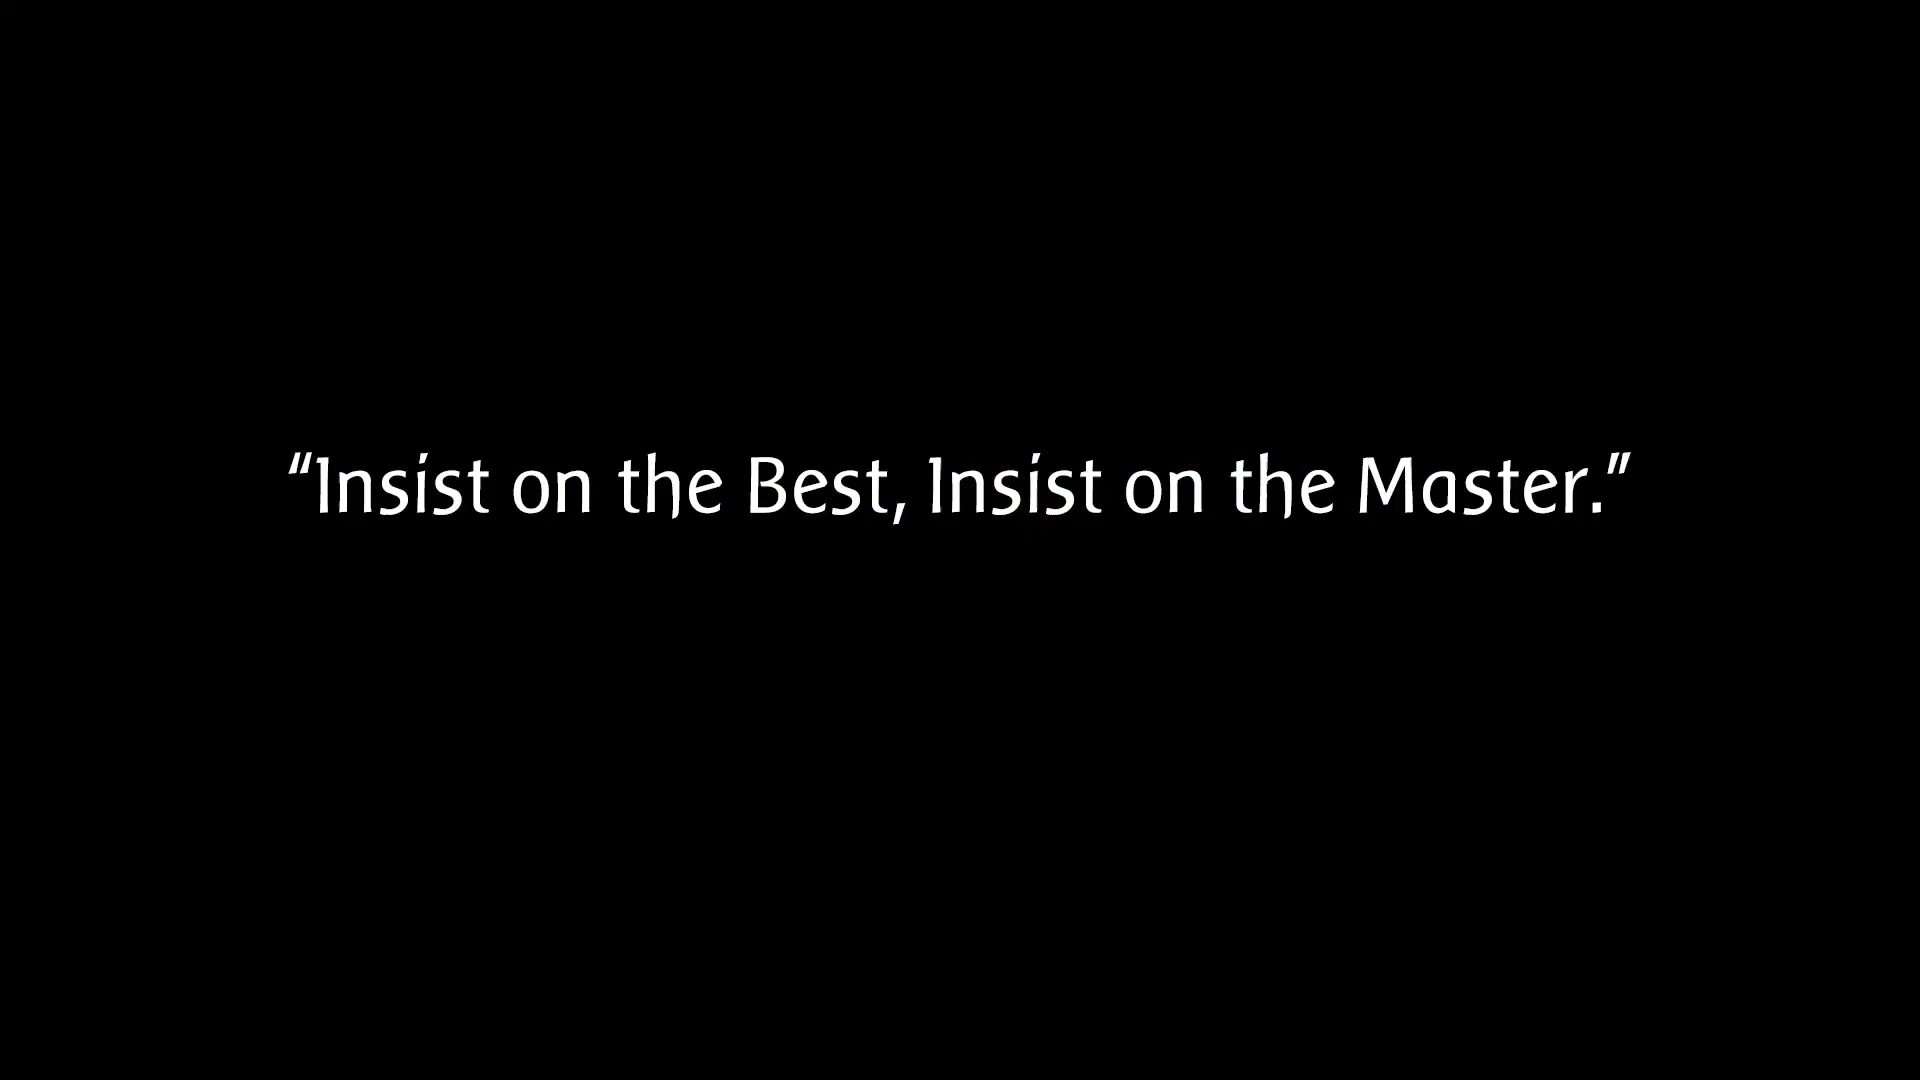 “Insist on the Best, Insist on the Master.”